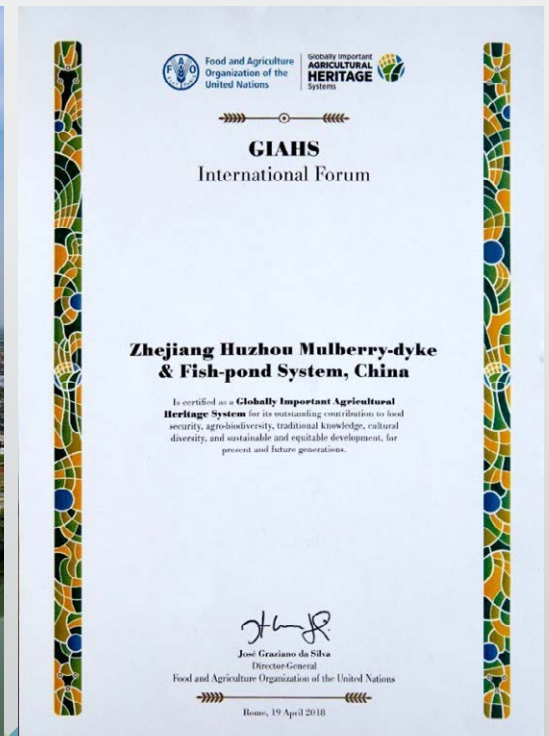 FAO
Food and Agriculture
Organization of the
United Nations
Globally Important
AGRICULTURAL
HERITAGE
Systems
GIAHS
International Forum
Zhejiang Huzhou Mulberry-dyke
& Fish-pond System, China
Is certified as a Globally Important Agricultural
Heritage System for its outstanding contribution to food
security, agro-biodiversity, traditional knowledge, cultural
diversity, and sustainable and equitable development, for
present and future generations.
José Graziano da Silva
Director-General
Food and Agriculture Organization of the United Nations
Rome, 19 April 2018